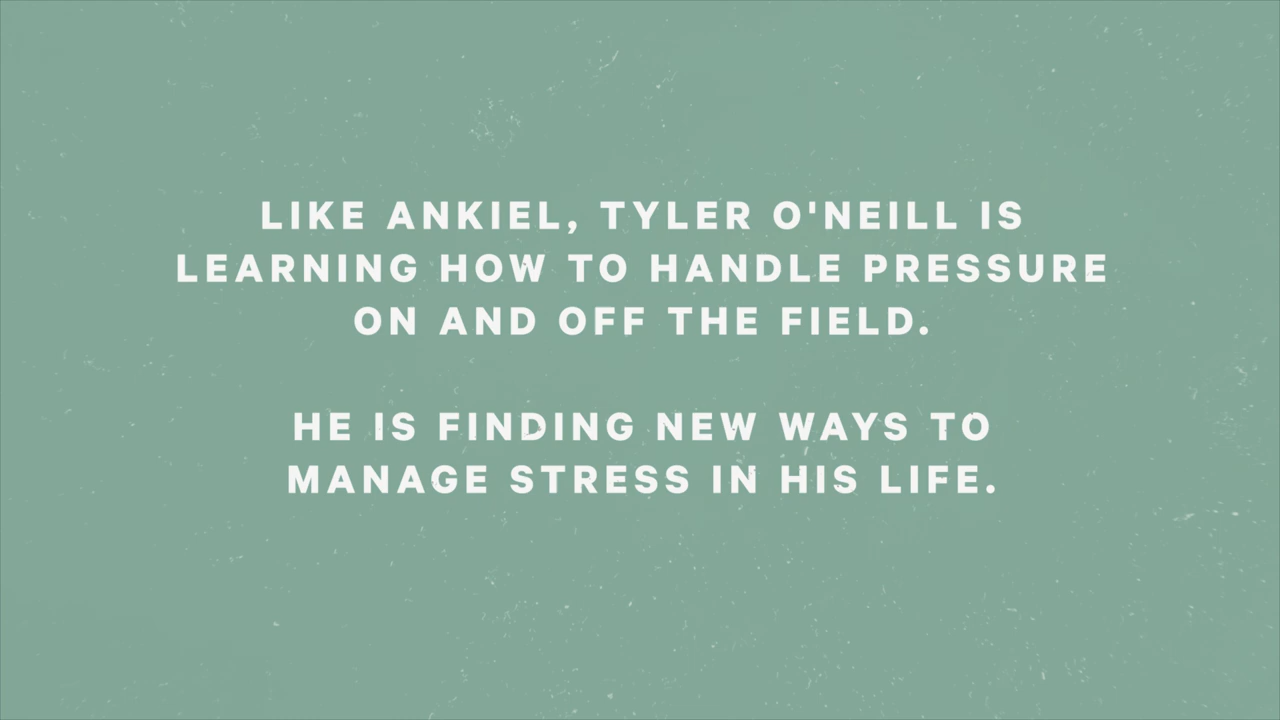 LIKE ANKIEL, TYLER O'NEILL IS
LEARNING HOW TO HANDLE PRESSURE
ON AND OFF THE FIELD.
HE IS FINDING NEW WAYS TO
MANAGE STRESS IN HIS LIFE.